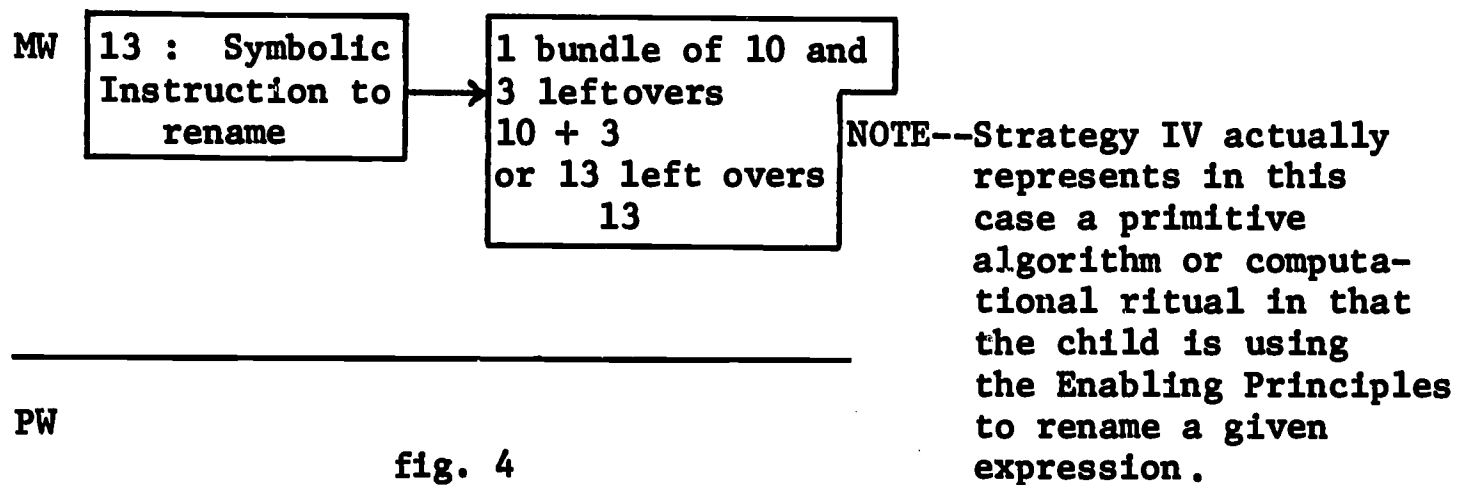 MW
13 : Symbolic
Instruction to
rename
1 bundle of 10 and
3 leftovers
10 + 3
or 13 left overs
13
NOTE--Strategy IV actually
represents in this
case a primitive
algorithm or computa-
tional ritual in that
the child is using
the Enabling Principles
to rename a given
expression.
PW
fig. 4